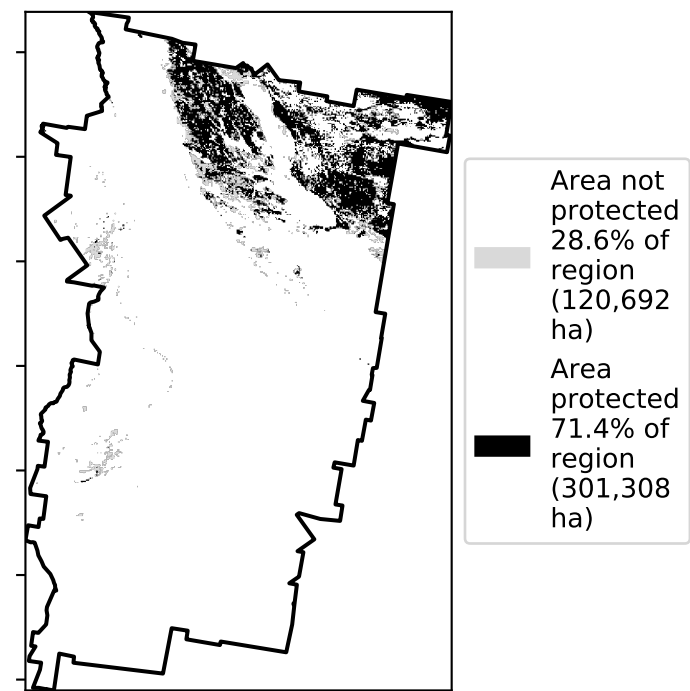 Area not
protected
28.6% of
region
(120,692
ha)
Area
protected
71.4% of
region
(301,308
ha)